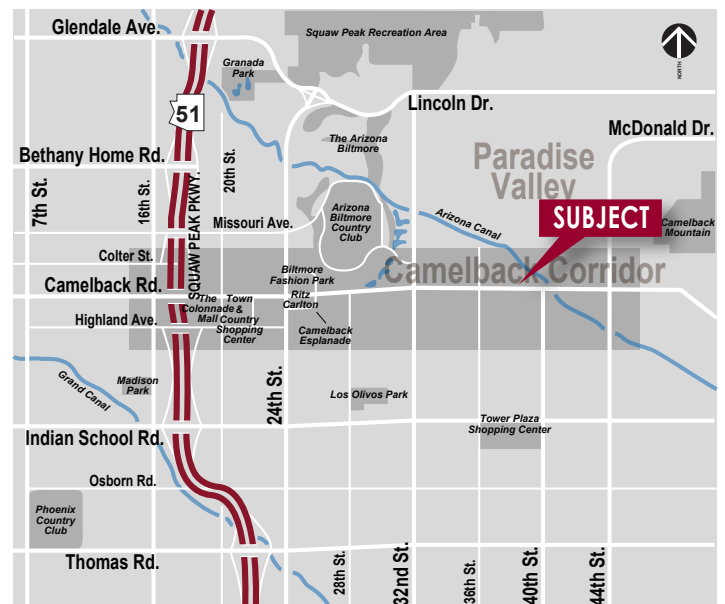 Glendale Ave.
Squaw Peak Recreation Area
NORTH
Granada
Park
51
Lincoln Dr.
McDonald Dr.
The Arizona
Biltmore
Bethany Home Rd.
Paradise
Valley
7th St.
16th St.
SQUAW PEAK PKWY.
20th St.
Missouri Ave.
Arizona
Biltmore
Country
Club
Arizona Canal
SUBJECT
Camelback
Mountain
Colter St.
Camelback Corridor
Biltmore
Fashion Park
Camelback Rd.
Ritz
Carlton
The
Colonnade
Mall
Town
&
Country
Shopping
Center
Highland Ave.
Camelback
Esplanade
Grand Canal
Madison
Park
24th St.
Los Olivos Park
Tower Plaza
Shopping Center
Indian School Rd.
Osborn Rd.
Phoenix
Country
Club
Thomas Rd.
28th St.
32nd St.
36th St.
40th St.
44th St.